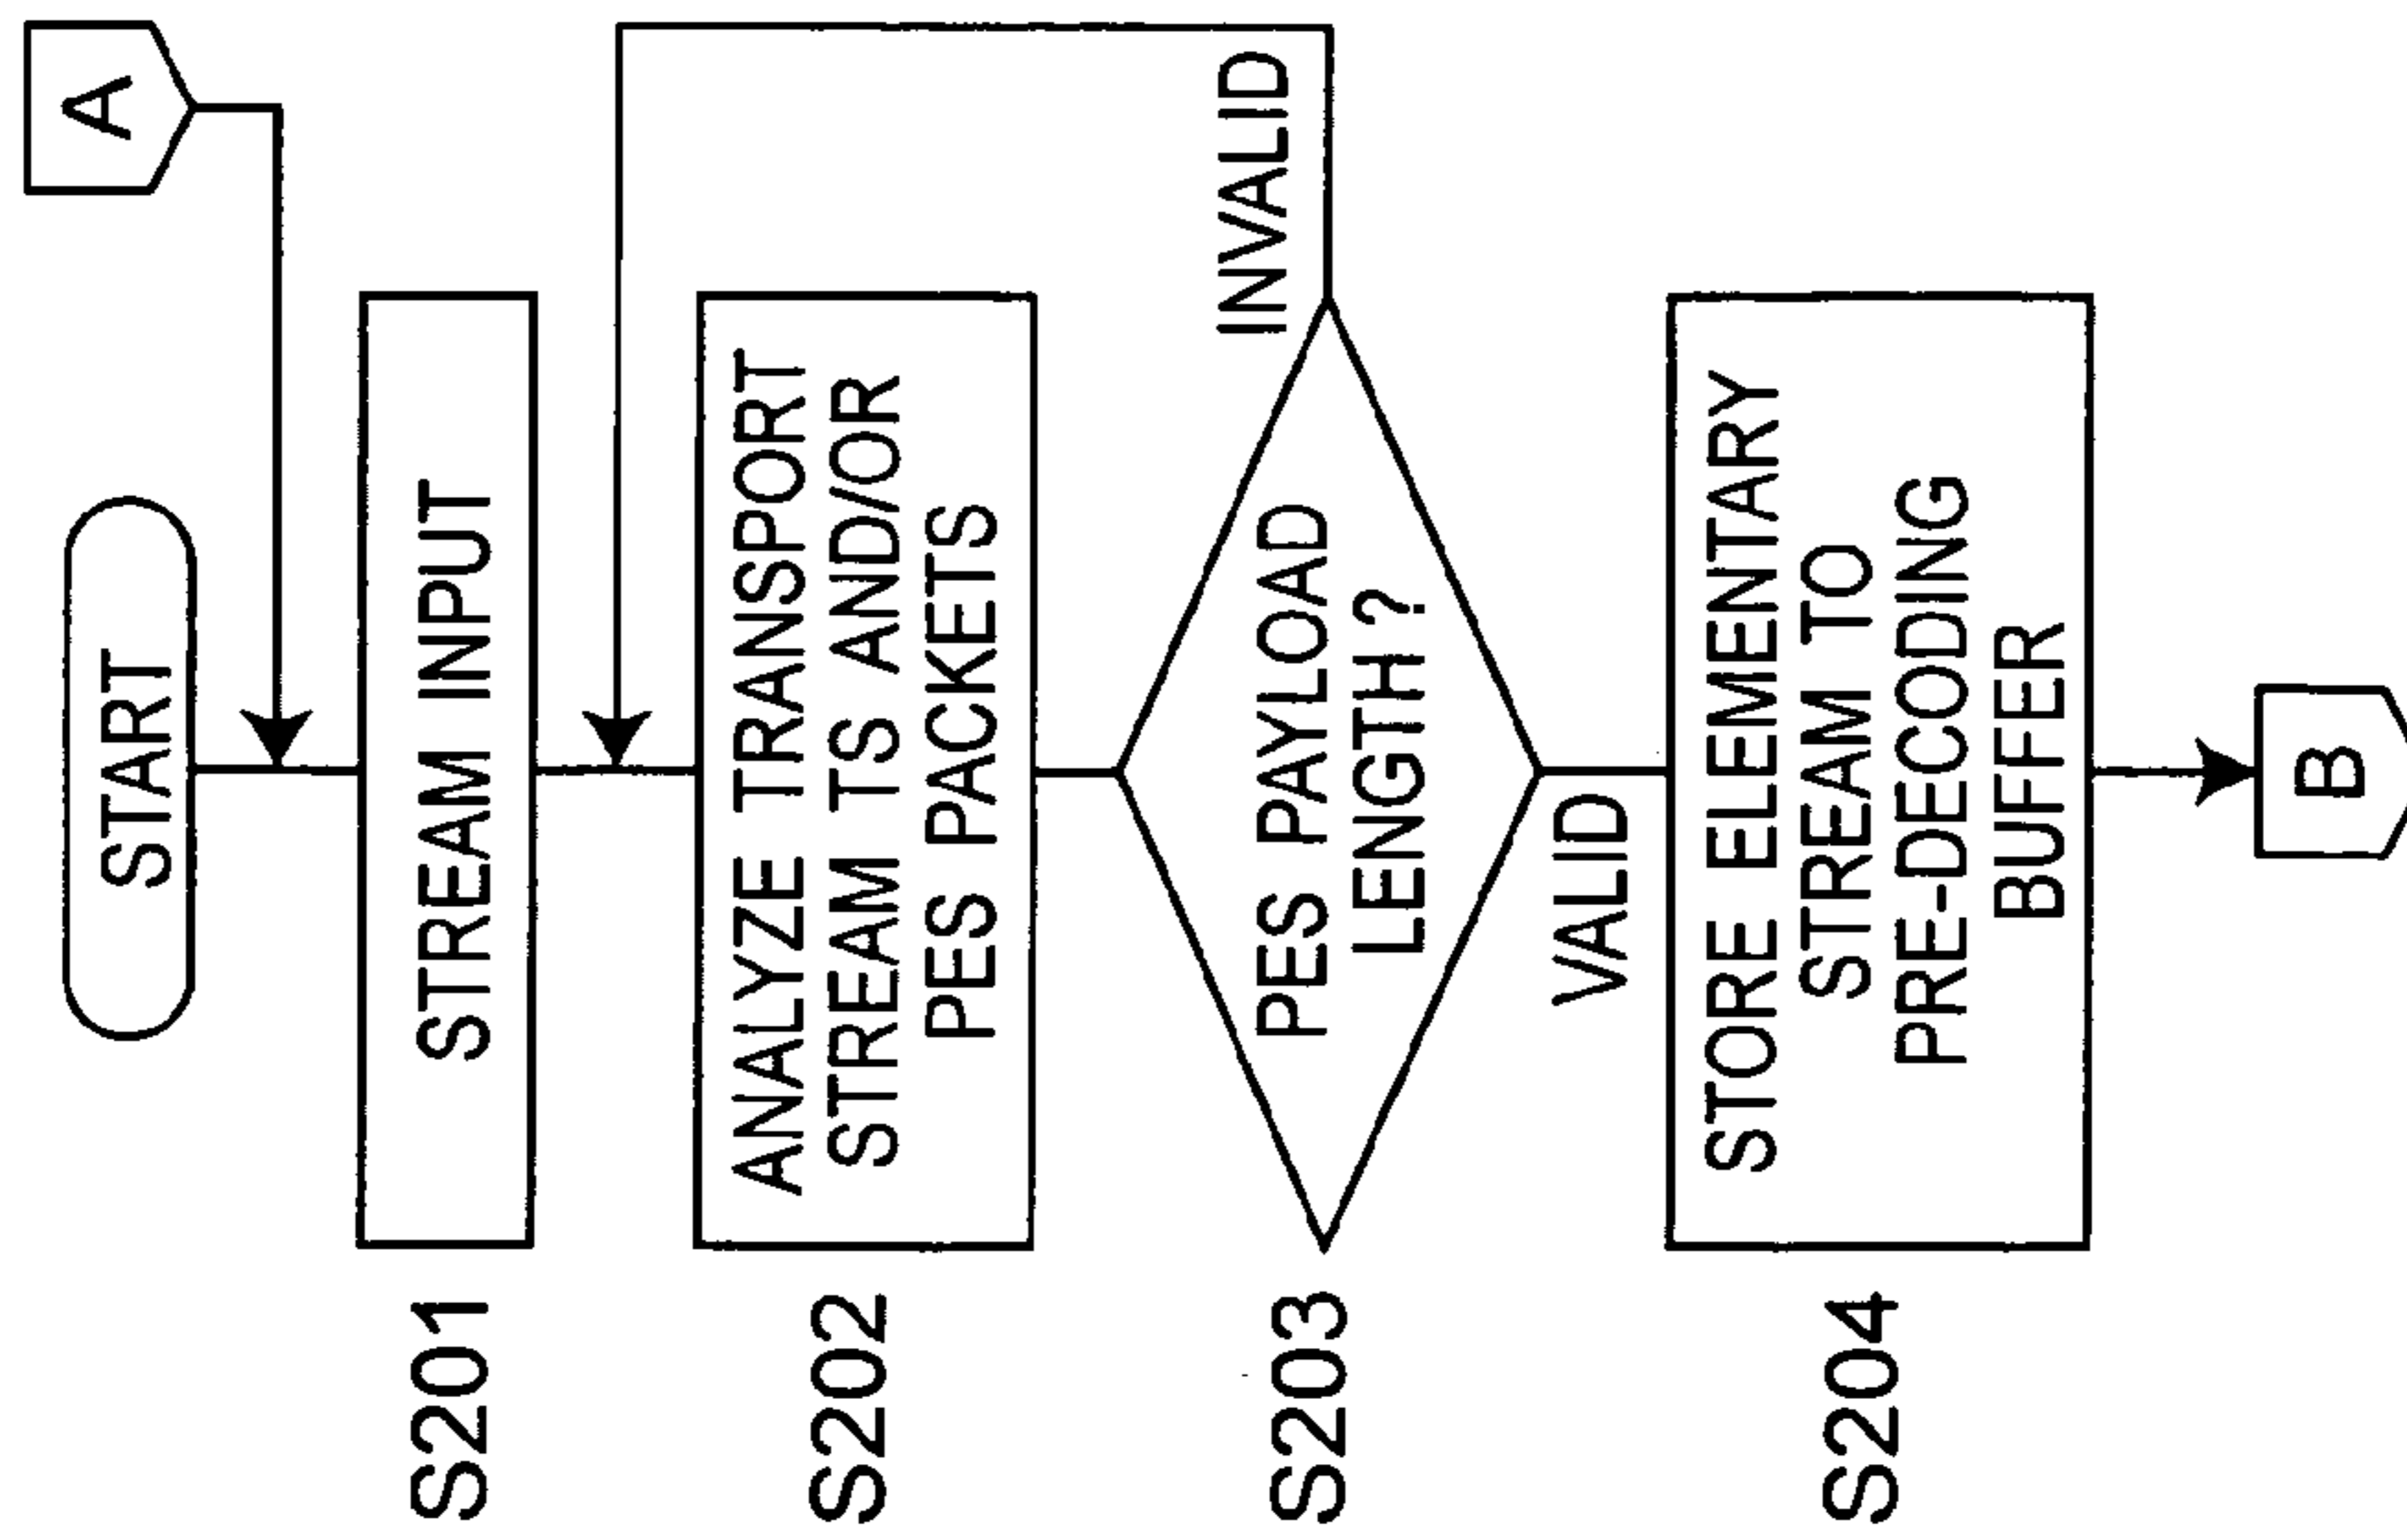 START
A
S201
STREAM INPUT
S202
ANALYZE TRANSPORT
STREAM TS AND/OR
PES PACKETS
S203
PES PAYLOAD
LENGTH?
INVALID
VALID
S204
STORE ELEMENTARY
STREAM TO
PRE-DECODING
BUFFER
B